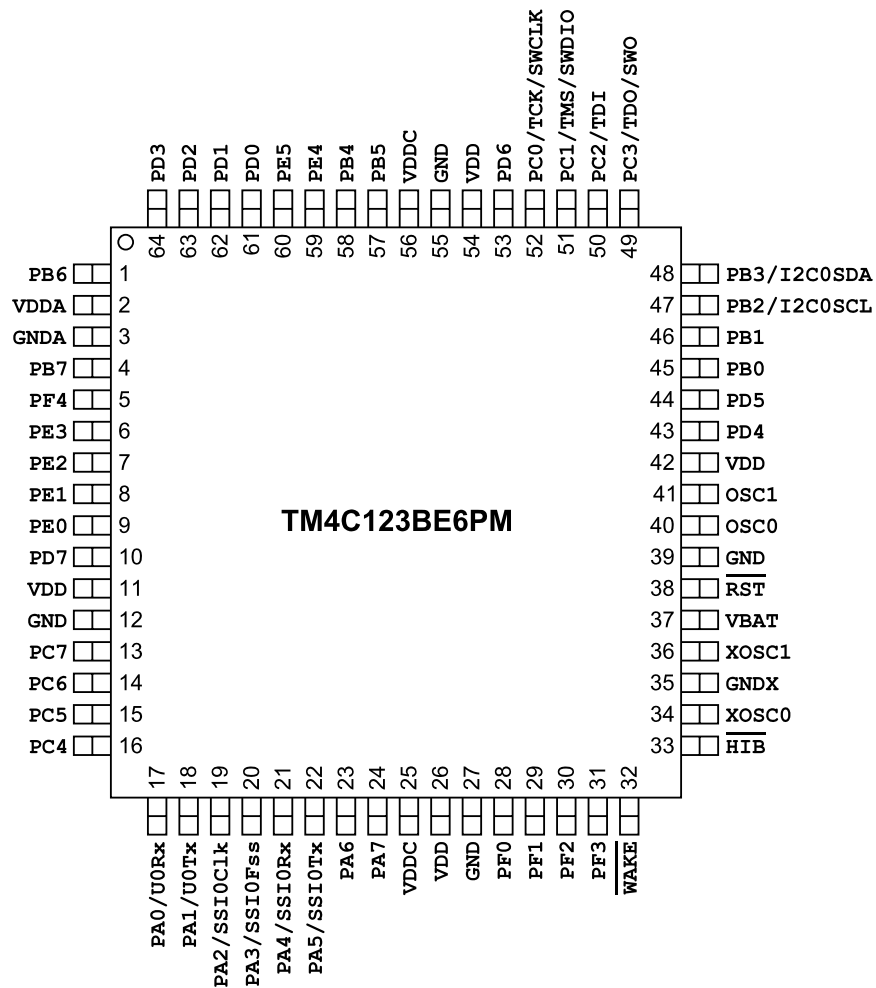 PD3
PD2
PD1
PD0
PE5
PE4
PB4
PB5
VDDC
GND
VDD
PD6
PC0/TCK/SWCLK
PC1/TMS/SWDIO
PC2/TDI
PC3/TDO/SWO
64
63
62
61
60
59
58
57
56
55
54
53
52
51
50
49
PB6 1
VDDA 2
GNDA 3
PB7 4
PF4 5
PE3 6
PE2 7
PE1 8
PE0 9
PD7 10
VDD 11
GND 12
PC7 13
PC6 14
PC5 15
PC4 16
TM4C123BE6PM
48 PB3/I2C0SDA
47 PB2/I2C0SCL
46 PB1
45 PB0
44 PD5
43 PD4
42 VDD
41 OSC1
40 OSC0
39 GND
38 RST
37 VBAT
36 XOSC1
35 GNDX
34 XOSC0
33 HIB
17
18
19
20
21
22
23
24
25
26
27
28
29
30
31
32
PA0/U0Rx
PA1/U0Tx
PA2/SSI0Clk
PA3/SSI0Fss
PA4/SSI0Rx
PA5/SSI0Tx
PA6
PA7
VDDC
VDD
GND
PF0
PF1
PF2
PF3
WAKE